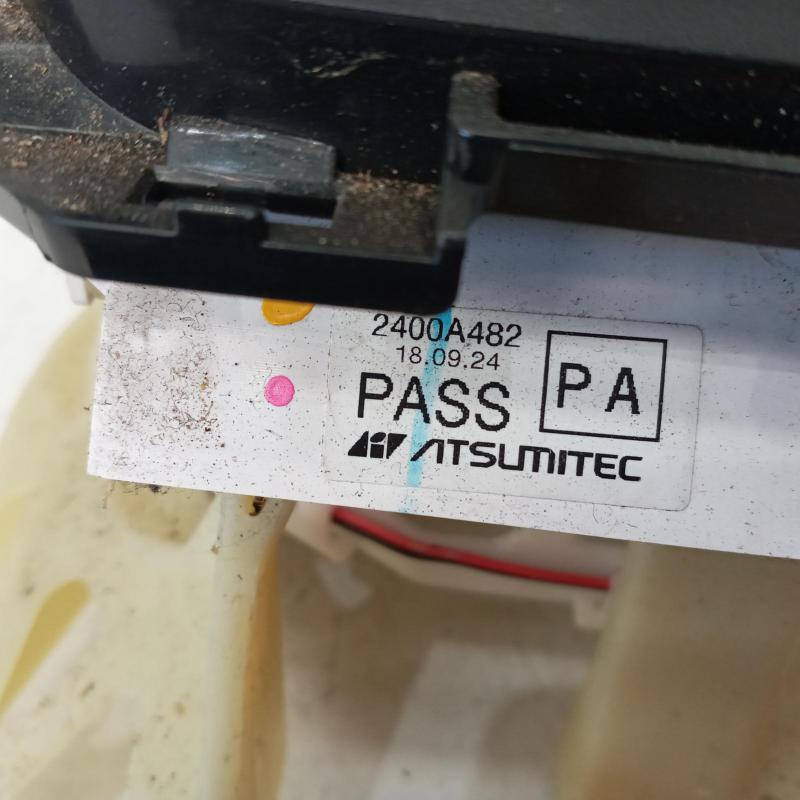 2400A482
18.09.24
PASS
PA
ATSUMITEC